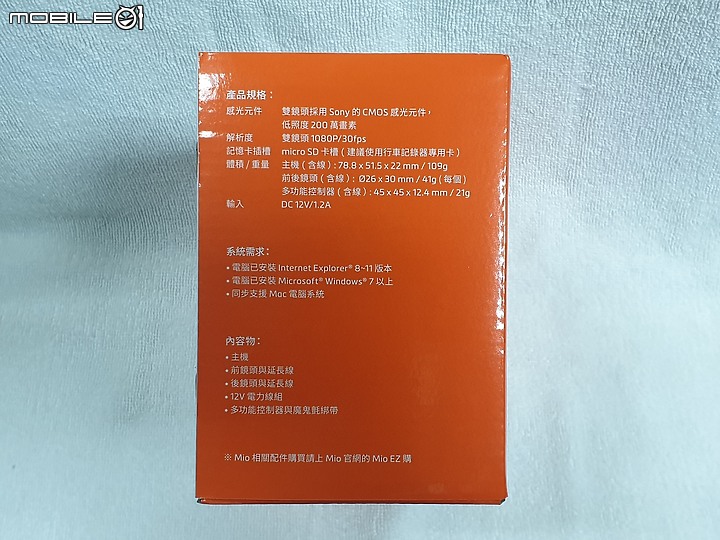 MOBILE01
產品規格：
感光元件 雙鏡頭採用 Sony 的 CMOS 感光元件，
低照度 200 萬畫素
解析度 雙鏡頭 1080P/30fps
記憶卡插槽 micro SD 卡槽（建議使用行車記錄器專用卡）
體積 / 重量 主機（含線）: 78.8 x 51.5 x 22 mm / 109g
前後鏡頭（含線）: Ø26 x 30 mm / 41g（每個）
多功能控制器（含線）: 45 x 45 x 12.4 mm / 21g
輸入 DC 12V/1.2A
系統需求：
• 電腦已安裝 Internet Explorer® 8~11 版本
• 電腦已安裝 Microsoft® Windows® 7 以上
• 同步支援 Mac 電腦系統
內容物：
• 主機
• 前鏡頭與延長線
• 後鏡頭與延長線
• 12V 電力線組
• 多功能控制器與魔鬼氈綁帶
※ Mio 相關配件購買請上 Mio 官網的 Mio EZ 購